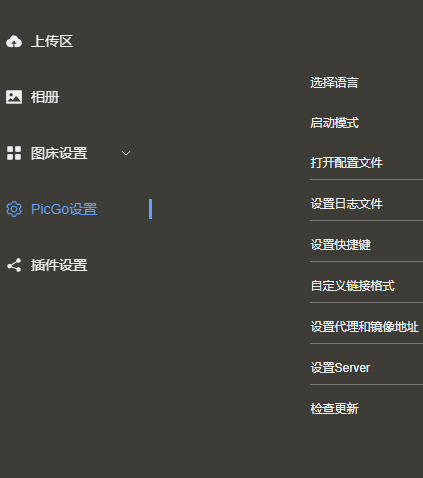 上传区
相册
图床设置
PicGo设置
插件设置
选择语言
启动模式
打开配置文件
设置日志文件
设置快捷键
自定义链接格式
设置代理和镜像地址
设置Server
检查更新